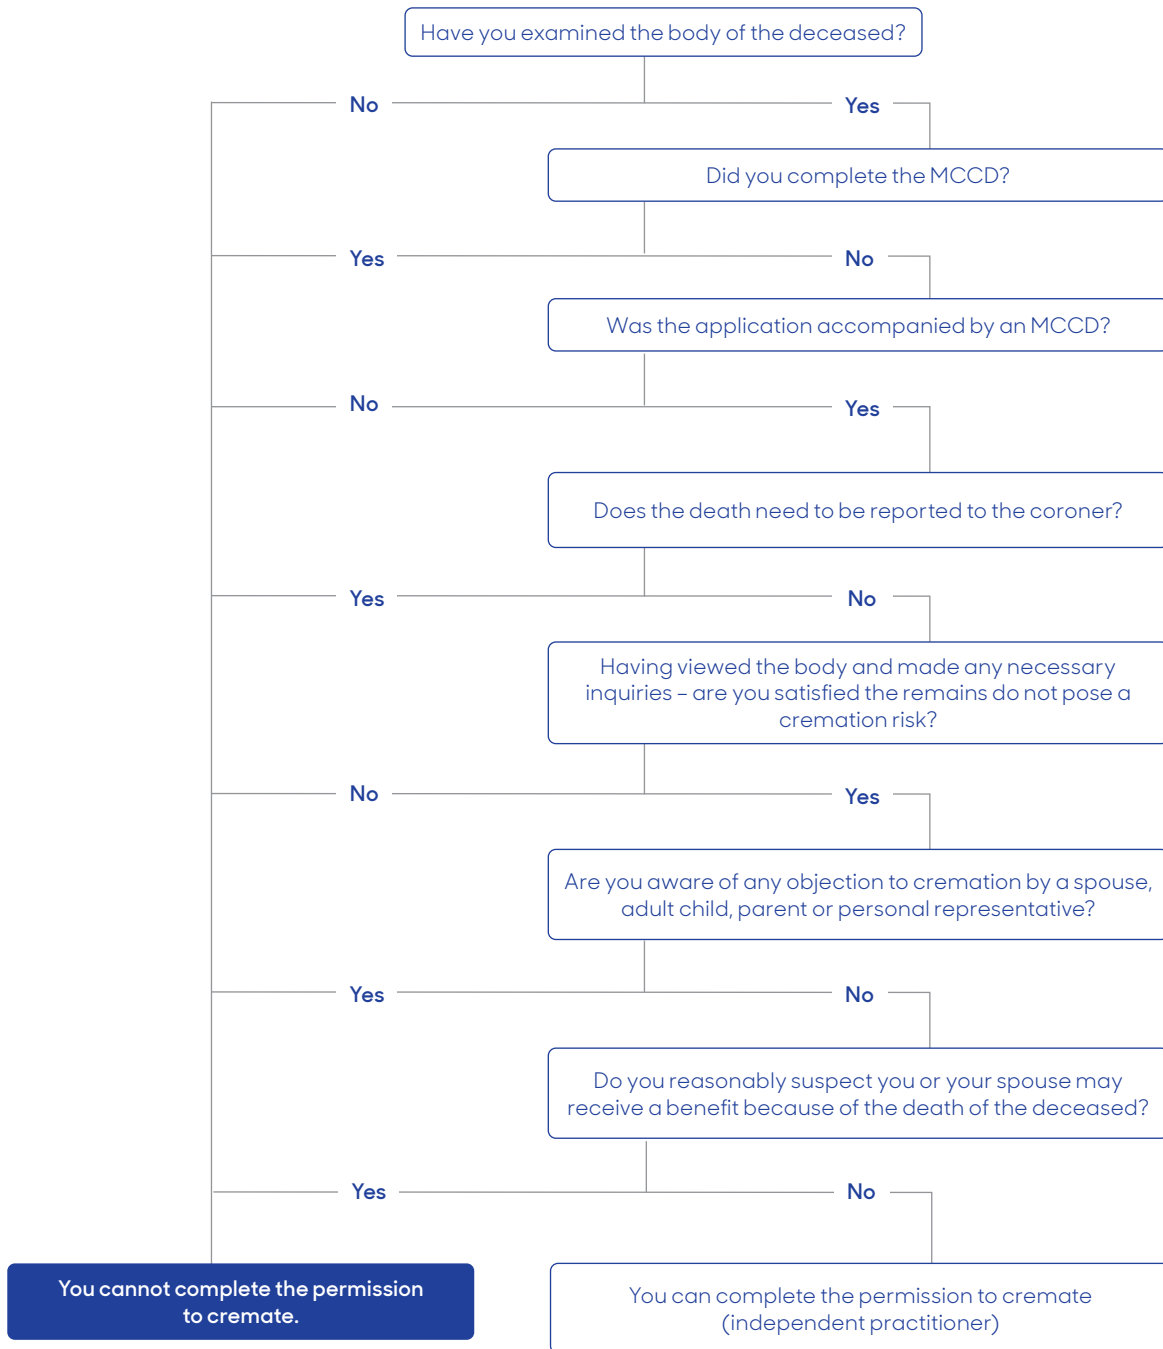 Have you examined the body of the deceased?
No
Yes
Did you complete the MCCD?
Yes
No
Was the application accompanied by an MCCD?
No
Yes
Does the death need to be reported to the coroner?
Yes
No
Having viewed the body and made any necessary
inquiries – are you satisfied the remains do not pose a
cremation risk?
No
Yes
Are you aware of any objection to cremation by a spouse,
adult child, parent or personal representative?
Yes
No
Do you reasonably suspect you or your spouse may
receive a benefit because of the death of the deceased?
Yes
No
You cannot complete the permission
to cremate.
You can complete the permission to cremate
(independent practitioner)